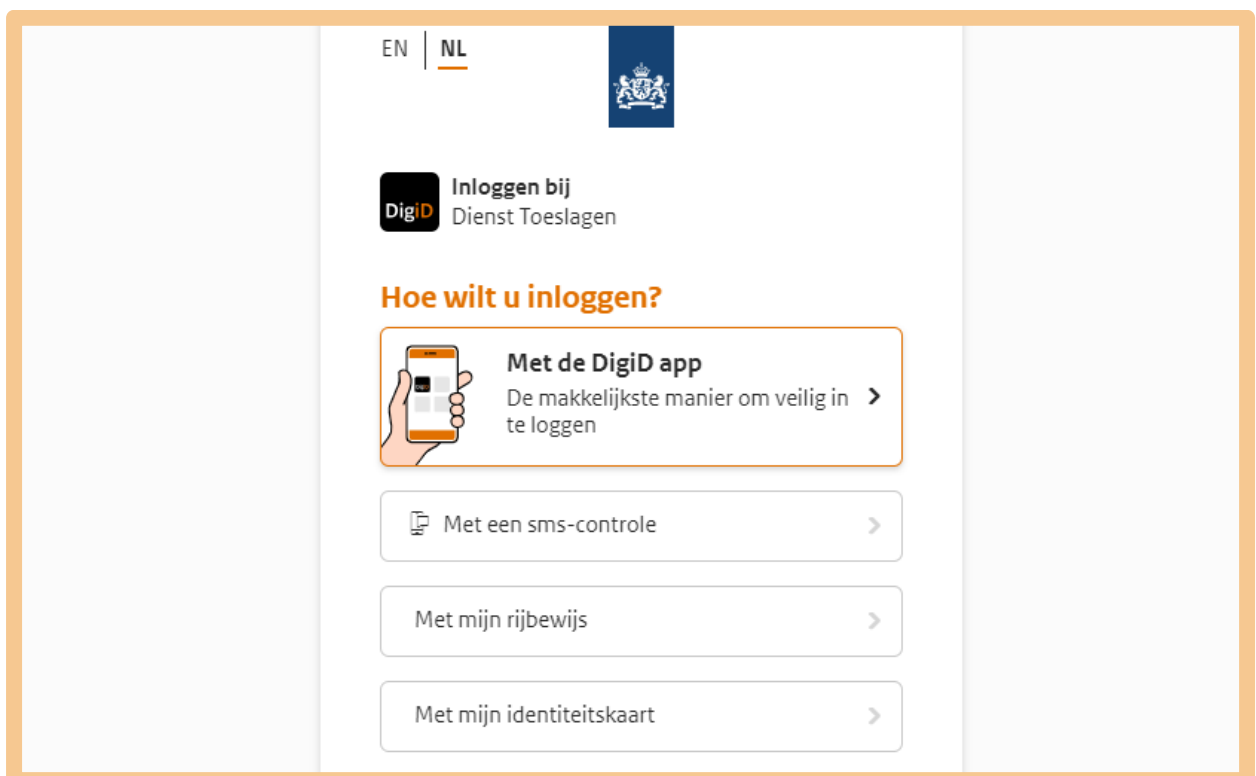 EN NL
DigiD
Inloggen bij
Dienst Toeslagen
Hoe wilt u inloggen?
Met de DigiD app
De makkelijkste manier om veilig in
te loggen
Met een sms-controle
Met mijn rijbewijs
Met mijn identiteitskaart